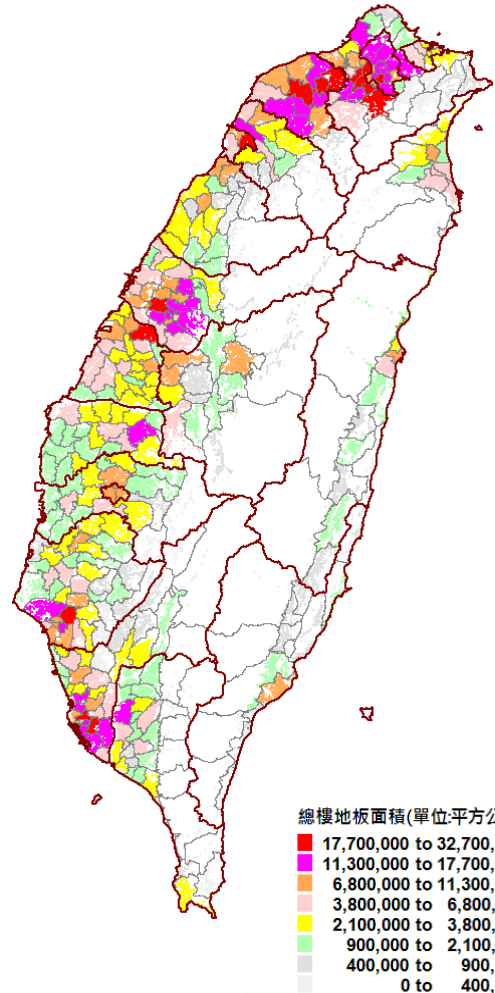 總樓地板面積(單位:平方公
17,700,000 to 32,700,
11,300,000 to 17,700,
6,800,000 to 11,300,
3,800,000 to 6,800,
2,100,000 to 3,800,
900,000 to 2,100,
400,000 to 900,
0 to 400,